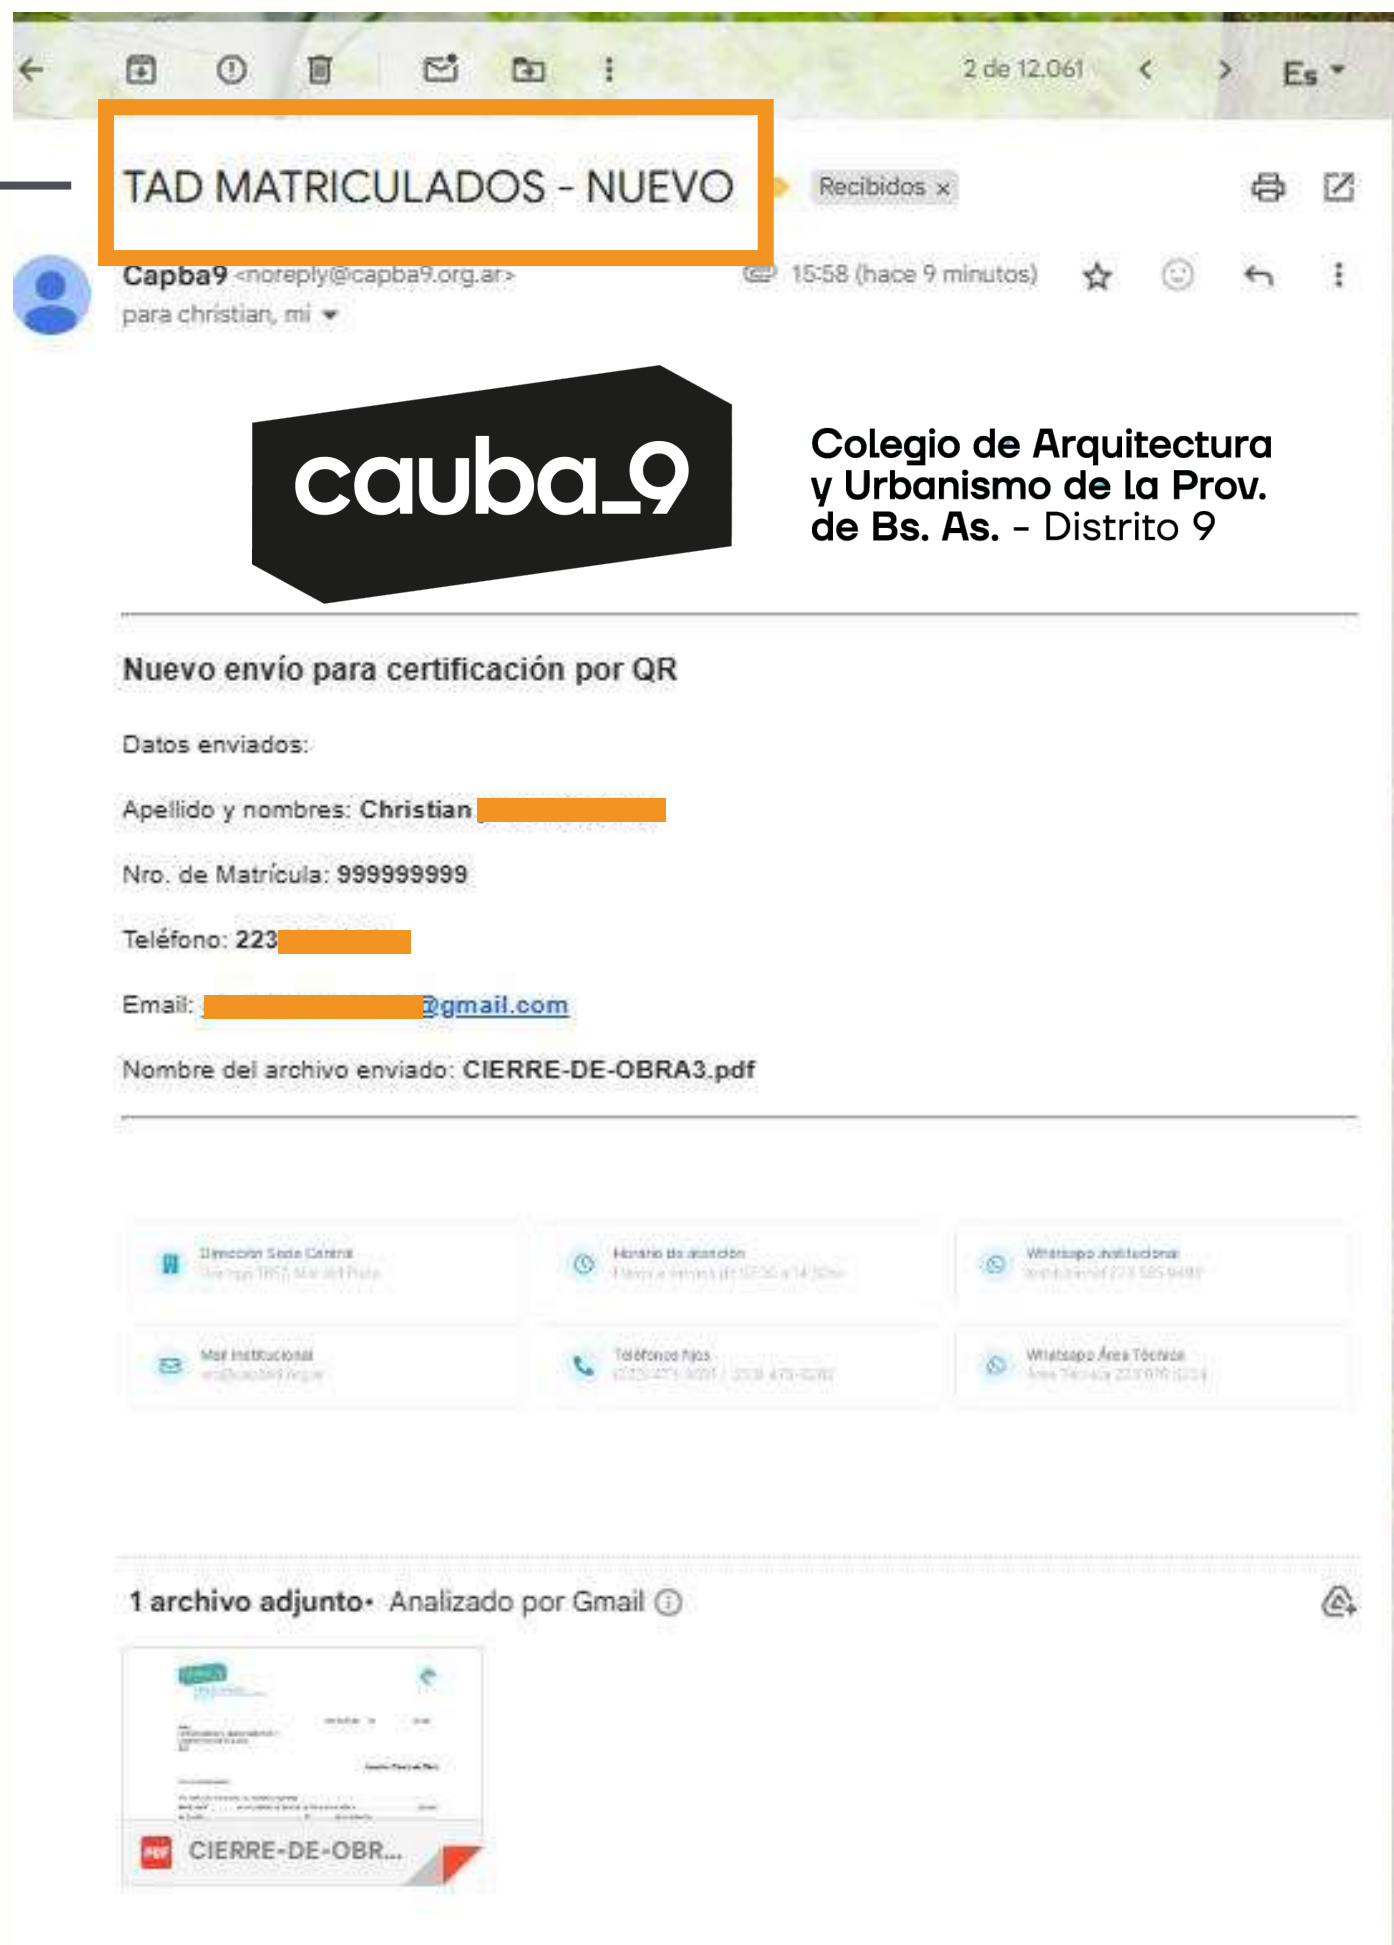 2 de 12.061
Es
TAD MATRICULADOS - NUEVO
Recibidos x
Capba9 <noreply@capba9.org.ar>
15:58 (hace 9 minutos)
para christian, mi
cauba_9
Colegio de Arquitectura
y Urbanismo de la Prov.
de Bs. As. - Distrito 9
Nuevo envío para certificación por QR
Datos enviados:
Apellido y nombres: Christian
Nro. de Matrícula: 999999999
Teléfono: 223
Email: @gmail.com
Nombre del archivo enviado: CIERRE-DE-OBRA3.pdf
Dirección Sede Central
Horario de atención
Whatsapp institucional
Mail Institucional
Teléfonos fijos
Whatsapp Área Técnica
1 archivo adjunto• Analizado por Gmail
PDF
CIERRE-DE-OBR...